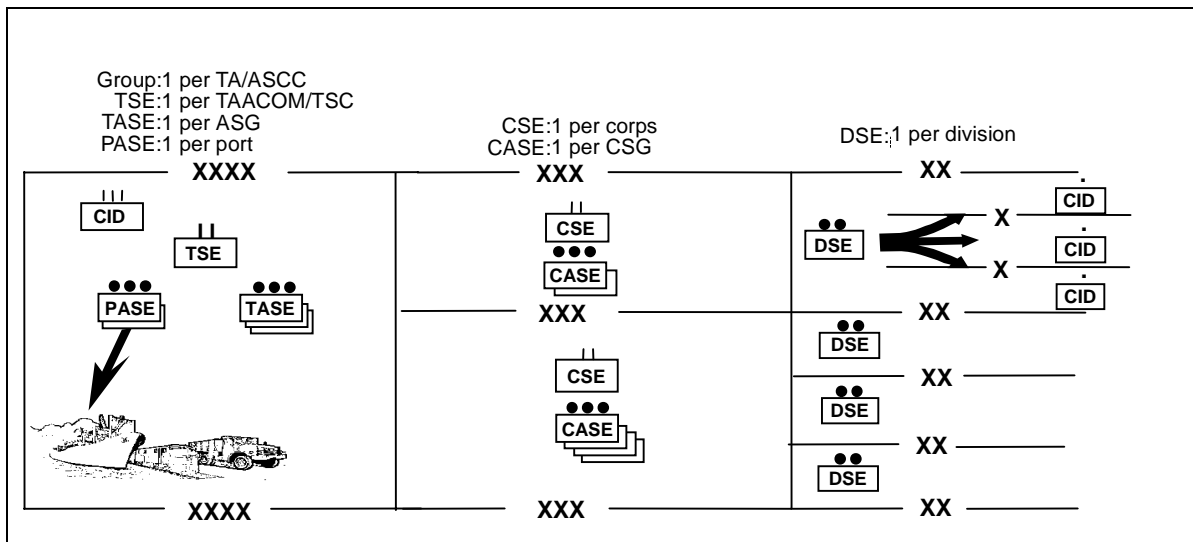 Group:1 per TA/ASCC
TSE:1 per TAACOM/TSC
TASE:1 per ASG
PASE:1 per port
CSE:1 per corps
CASE:1 per CSG
DSE:1 per division
XXXX
XXX
XX
CID
TSE
PASE
TASE
CSE
CASE
DSE
CID
X
CID
X
CID
XXX
XX
CSE
CASE
DSE
XX
DSE
XX
DSE
XXXX
XXX
XX